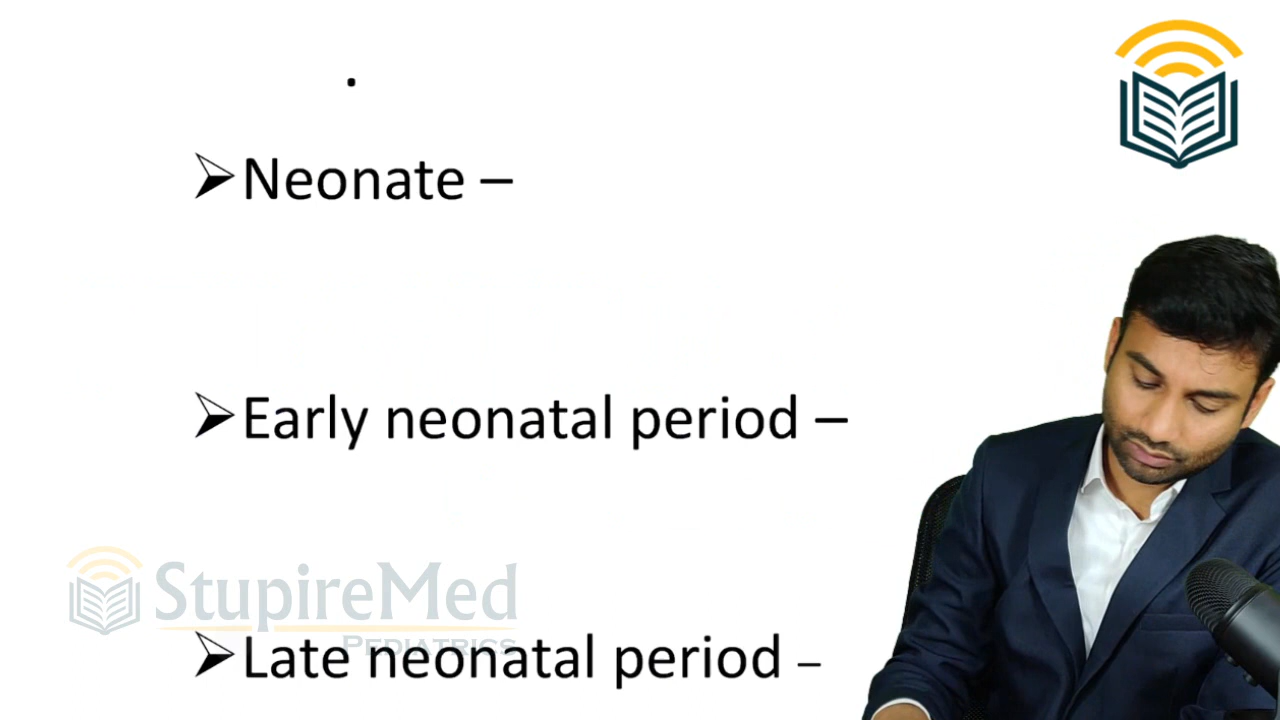 .
➢Neonate –
➢Early neonatal period –
StupireMed
PEDIATRICS
➢Late neonatal period –